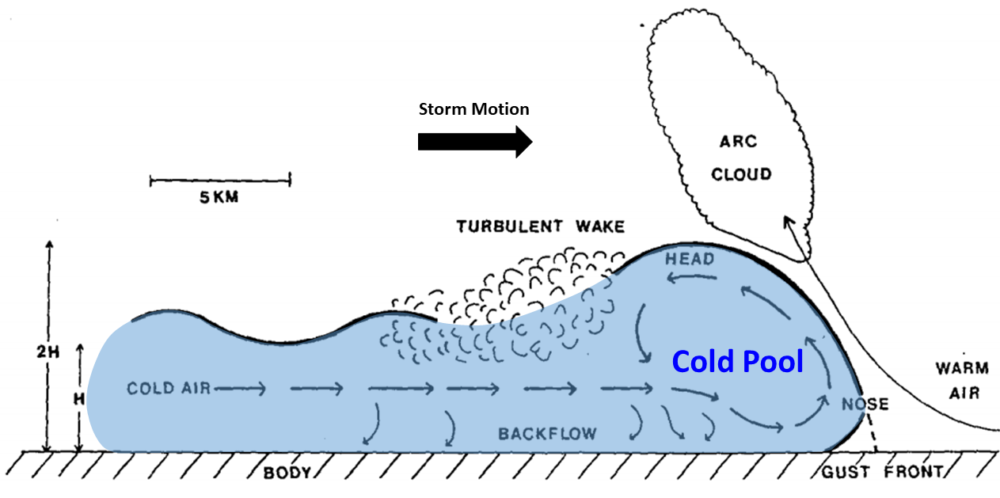 Storm Motion
ARC
CLOUD
5 KM
TURBULENT WAKE
HEAD
2H
H
Cold Pool
WARM
AIR
COLD AIR
NOSE
BACKFLOW
BODY
GUST FRONT